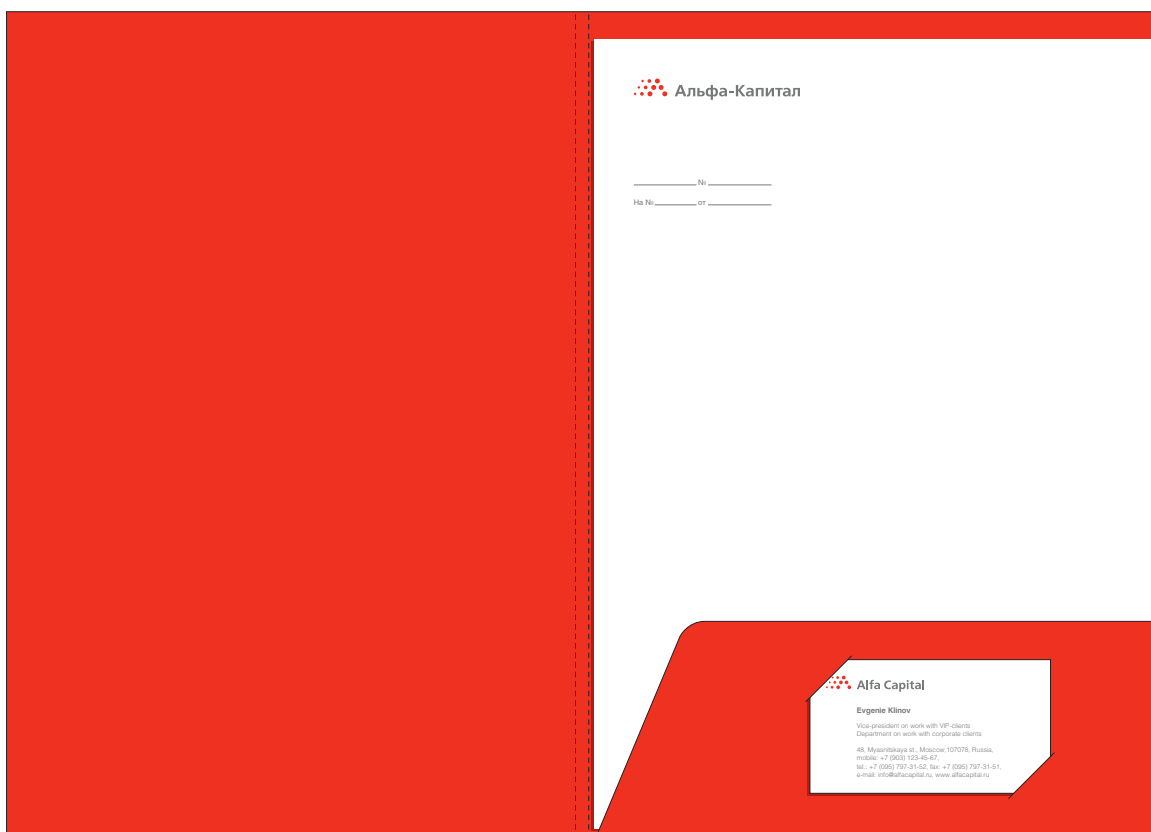 Альфа-Капитал
№
На № от
Alfa Capital
Evgenie Klinov
Vice-president on work with VIP-clients
Department on work with corporate clients
48, Myasnitskaya st., Moscow,107078, Russia,
mobile: +7 (903) 123-45-67,
tel.: +7 (095) 797-31-52, fax: +7 (095) 797-31-51,
e-mail: info@alfacapital.ru, www.alfacapital.ru